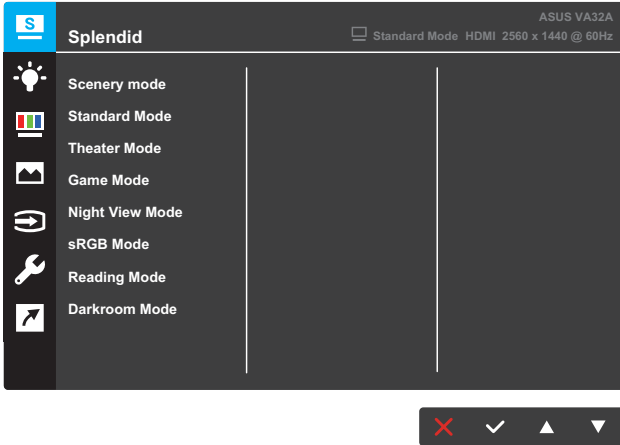 S
ASUS VA32A
Splendid
Standard Mode HDMI 2560 x 1440 @ 60Hz
Scenery mode
Standard Mode
Theater Mode
Game Mode
Night View Mode
sRGB Mode
Reading Mode
Darkroom Mode